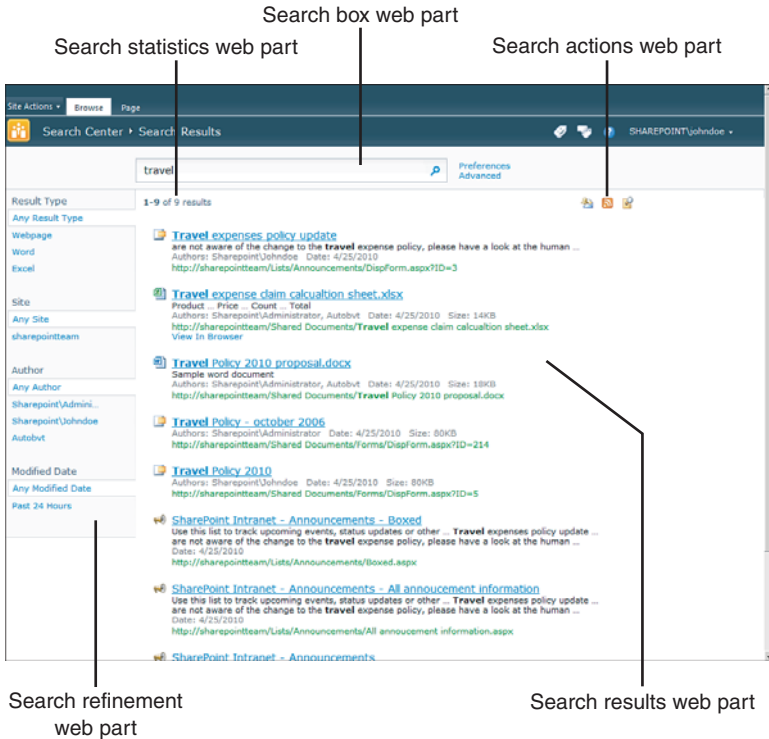 Search box web part
Search statistics web part
Search actions web part
Site Actions
Browse
Page
Search Center
Search Results
SHAREPOINT\johndoe
travel
Preferences
Advanced
Result Type
Any Result Type
Webpage
Word
Excel
Site
Any Site
sharepointteam
Author
Any Author
Sharepoint\Admini...
Sharepoint\Johndoe
Autobvt
Modified Date
Any Modified Date
Past 24 Hours
1-9 of 9 results
Travel expenses policy update
are not aware of the change to the travel expense policy, please have a look at the human ...
Authors: Sharepoint\Johndoe Date: 4/25/2010
http://sharepointteam/Lists/Announcements/DispForm.aspx?ID=3
Travel expense claim calcualtion sheet.xlsx
Product ... Price ... Count ... Total
Authors: Sharepoint\Administrator, Autobvt Date: 4/25/2010 Size: 14KB
http://sharepointteam/Shared Documents/Travel expense claim calcualtion sheet.xlsx
View In Browser
Travel Policy 2010 proposal.docx
Sample word document
Authors: Sharepoint\Administrator, Autobvt Date: 4/25/2010 Size: 18KB
http://sharepointteam/Shared Documents/Travel Policy 2010 proposal.docx
Travel Policy - october 2006
Authors: Sharepoint\Administrator Date: 4/25/2010 Size: 80KB
http://sharepointteam/Shared Documents/Forms/DispForm.aspx?ID=214
Travel Policy 2010
Authors: Sharepoint\Johndoe Date: 4/25/2010 Size: 80KB
http://sharepointteam/Shared Documents/Forms/DispForm.aspx?ID=5
SharePoint Intranet - Announcements - Boxed
Use this list to track upcoming events, status updates or other ... Travel expenses policy update ...
are not aware of the change to the travel expense policy, please have a look at the human ...
Date: 4/25/2010
http://sharepointteam/Lists/Announcements/Boxed.aspx
SharePoint Intranet - Announcements - All annoucement information
Use this list to track upcoming events, status updates or other ... Travel expenses policy update ...
are not aware of the change to the travel expense policy, please have a look at the human ...
Date: 4/25/2010
http://sharepointteam/Lists/Announcements/All annoucement information.aspx
SharePoint Intranet - Announcements
Search refinement
web part
Search results web part